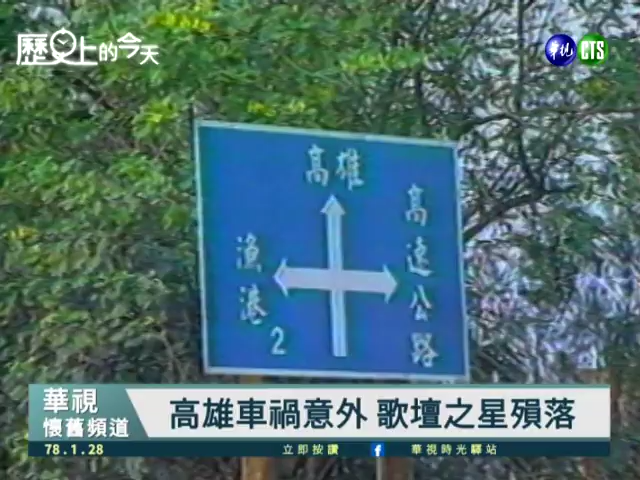 歷史上的今天
華視 CTS
高雄
漁港2
高速公路
華視
懷舊頻道
高雄車禍意外 歌壇之星殞落
78.1.28
立即按讚 f 華視時光驛站